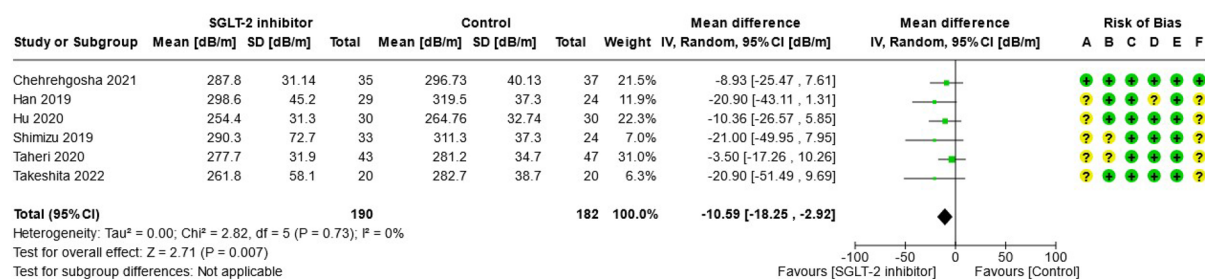 SGLT-2 inhibitor Control Mean difference Mean difference Risk of Bias
Study or Subgroup Mean [dB/m] SD [dB/m] Total Mean [dB/m] SD [dB/m] Total Weight IV, Random, 95%CI [dB/m] IV, Random, 95%CI [dB/m] A B C D E F
Chehrehgosha 2021 287.8 31.14 35 296.73 40.13 37 21.5% -8.93 [-25.47 , 7.61] + + + + + +
Han 2019 298.6 45.2 29 319.5 37.3 24 11.9% -20.90 [-43.11 , 1.31] ? + + ? + ?
Hu 2020 254.4 31.3 30 264.76 32.74 30 22.3% -10.36 [-26.57 , 5.85] ? + + + + ?
Shimizu 2019 290.3 72.7 33 311.3 37.3 24 7.0% -21.00 [-49.95 , 7.95] ? ? + + + ?
Taheri 2020 277.7 31.9 43 281.2 34.7 47 31.0% -3.50 [-17.26 , 10.26] ? ? + + + ?
Takeshita 2022 261.8 58.1 20 282.7 38.7 20 6.3% -20.90 [-51.49 , 9.69] ? + + + + ?
Total (95%CI) 190 182 100.0% -10.59 [-18.25 , -2.92]
Heterogeneity: Tau² = 0.00; Chi² = 2.82, df = 5 (P = 0.73); I² = 0%
Test for overall effect: Z = 2.71 (P = 0.007)
Test for subgroup differences: Not applicable
-100 -50 0 50 100
Favours [SGLT-2 inhibitor] Favours [Control]